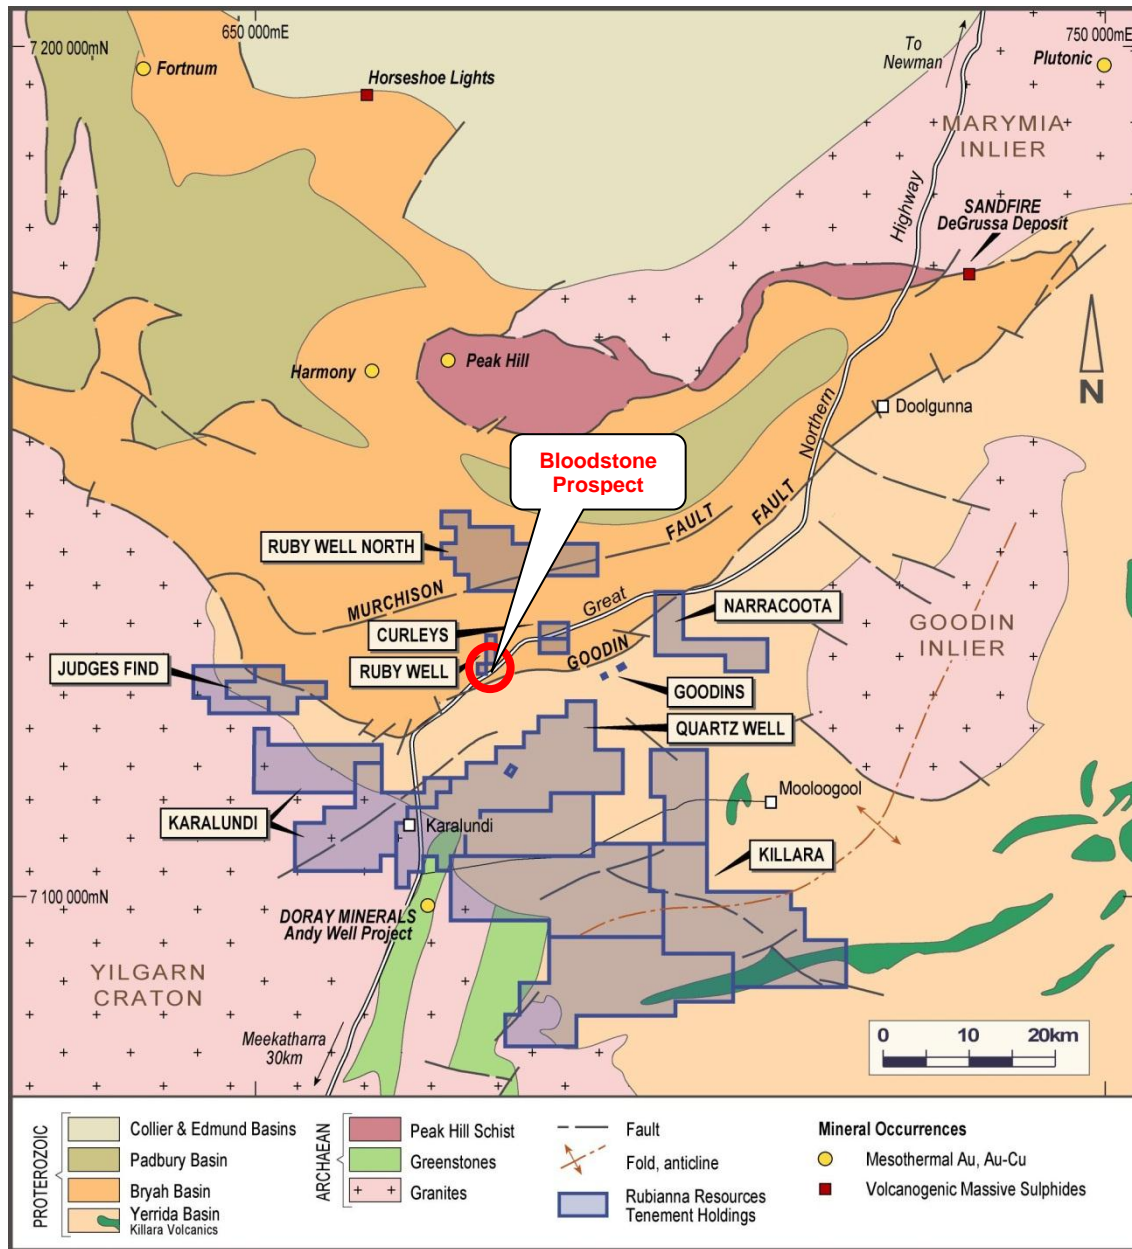 650 000mE
750 000mE
7 200 000mN
Fortnum
Horseshoe Lights
To
Newman
Plutonic
MARYMIA
INLIER
Highway
SANDFIRE
DeGrussa Deposit
Harmony
Peak Hill
N
Doolgunna
Northern
Bloodstone
Prospect
RUBY WELL NORTH
FAULT
FAULT
MURCHISON
Great
CURLEYS
NARRACOOTA
GOODIN
INLIER
GOODIN
JUDGES FIND
RUBY WELL
GOODINS
QUARTZ WELL
Mooloogool
KARALUNDI
Karalundi
KILLARA
7 100 000mN
DORAY MINERALS
Andy Well Project
YILGARN
CRATON
Meekatharra
30km
0 10 20km
PROTEROZOIC
Collier & Edmund Basins
Padbury Basin
Bryah Basin
Yerrida Basin
Killara Volcanics
ARCHAEAN
Peak Hill Schist
Greenstones
Granites
Fault
Fold, anticline
Rubianna Resources
Tenement Holdings
Mineral Occurrences
Mesothermal Au, Au-Cu
Volcanogenic Massive Sulphides